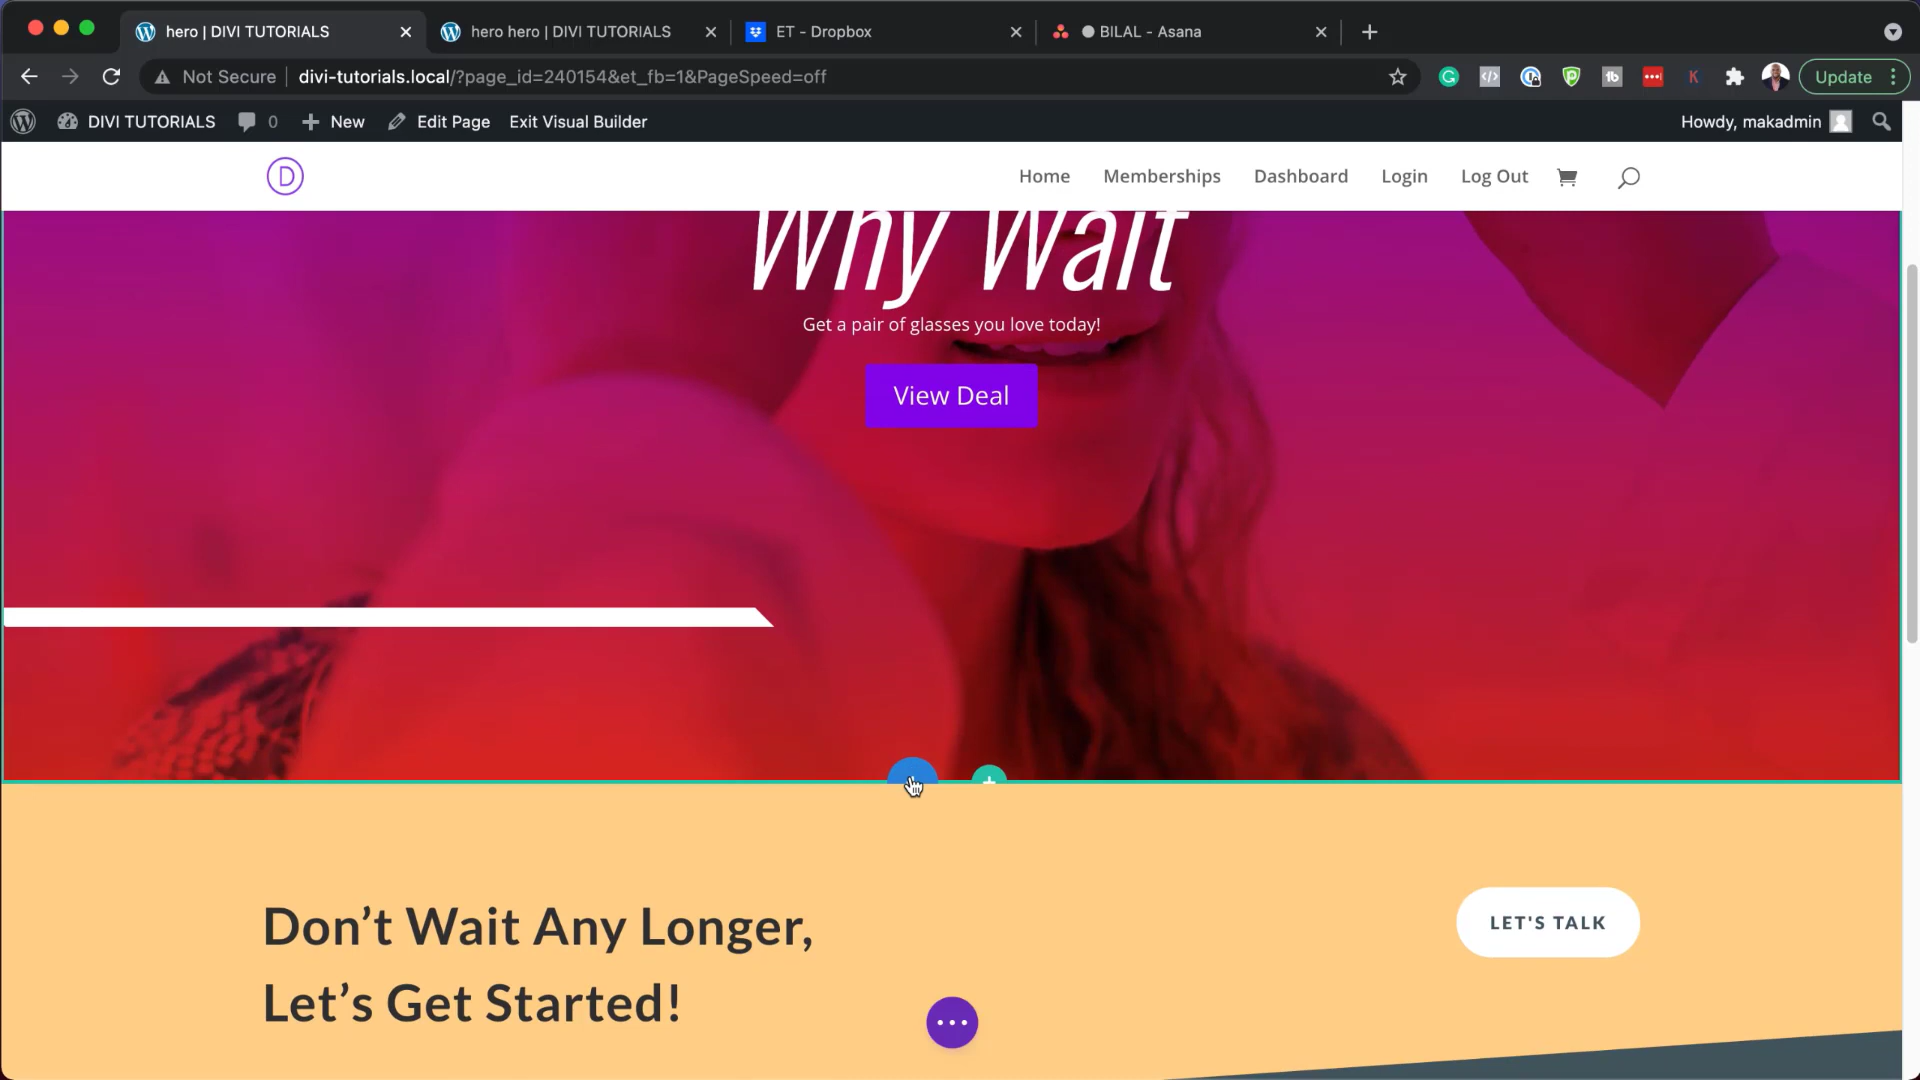 hero | DIVI TUTORIALS
hero hero | DIVI TUTORIALS
ET - Dropbox
BILAL - Asana
Not Secure
divi-tutorials.local/?page_id=240154&et_fb=1&PageSpeed=off
Update
DIVI TUTORIALS
0
New
Edit Page
Exit Visual Builder
Howdy, makadmin
D
Home
Memberships
Dashboard
Login
Log Out
Why Wait
Get a pair of glasses you love today!
View Deal
Don’t Wait Any Longer,
Let’s Get Started!
LET'S TALK